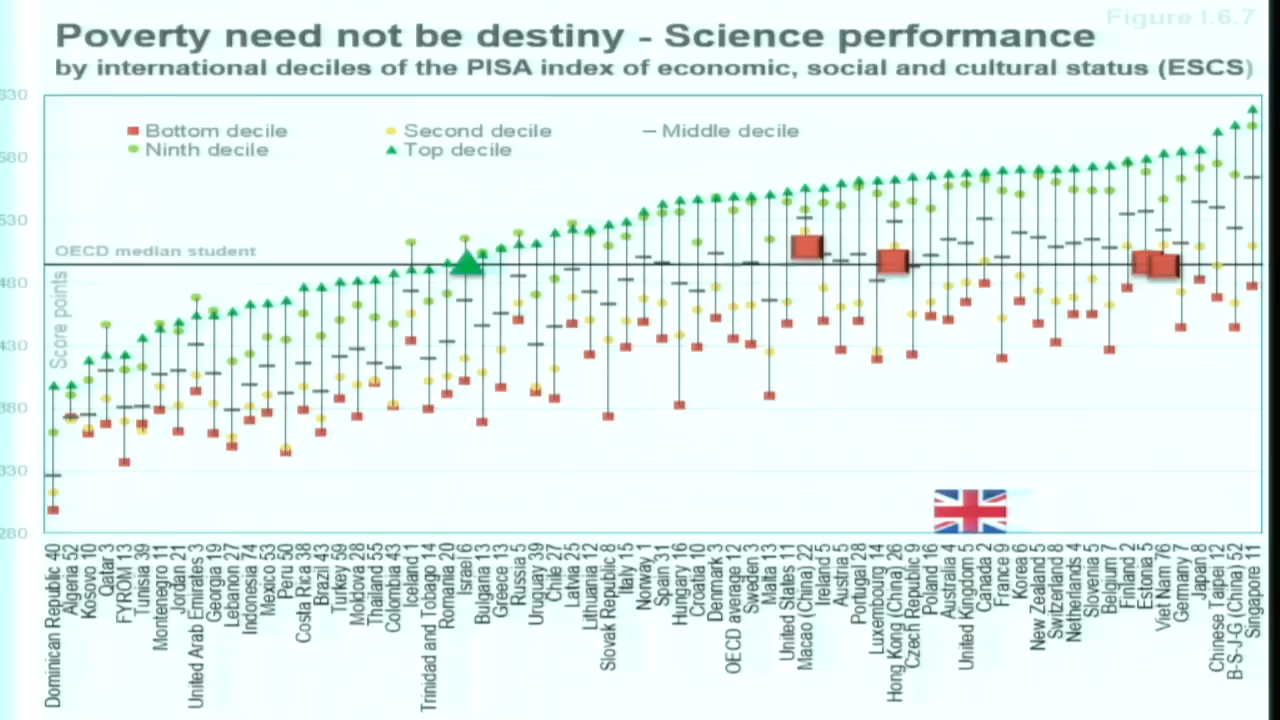 Figure I.6.7
Poverty need not be destiny - Science performance
by international deciles of the PISA index of economic, social and cultural status (ESCS)
Bottom decile
Second decile
Middle decile
Ninth decile
Top decile
OECD median student
Score points
630
580
530
480
430
380
330
280
Dominican Republic 40
Algeria 52
Kosovo 10
Qatar 3
FYROM 13
Tunisia 39
Montenegro 11
Jordan 21
United Arab Emirates 3
Georgia 19
Lebanon 27
Indonesia 74
Mexico 53
Peru 50
Costa Rica 38
Brazil 43
Turkey 59
Moldova 28
Thailand 55
Colombia 43
Iceland 1
Trinidad and Tobago 14
Romania 20
Israel 6
Bulgaria 13
Greece 13
Russia 5
Uruguay 39
Chile 27
Latvia 25
Lithuania 12
Slovak Republic 8
Italy 15
Norway 1
Spain 31
Hungary 16
Croatia 10
Denmark 3
OECD average 12
Sweden 3
Malta 13
United States 11
Macao (China) 22
Ireland 5
Austria 5
Portugal 28
Luxembourg 14
Hong Kong (China) 26
Czech Republic 9
Poland 16
Australia 4
United Kingdom 5
Canada 2
France 9
Korea 6
New Zealand 5
Switzerland 8
Netherlands 4
Slovenia 5
Belgium 7
Finland 2
Estonia 5
Viet Nam 76
Germany 7
Japan 8
Chinese Taipei 12
B-S-J-G (China) 52
Singapore 11